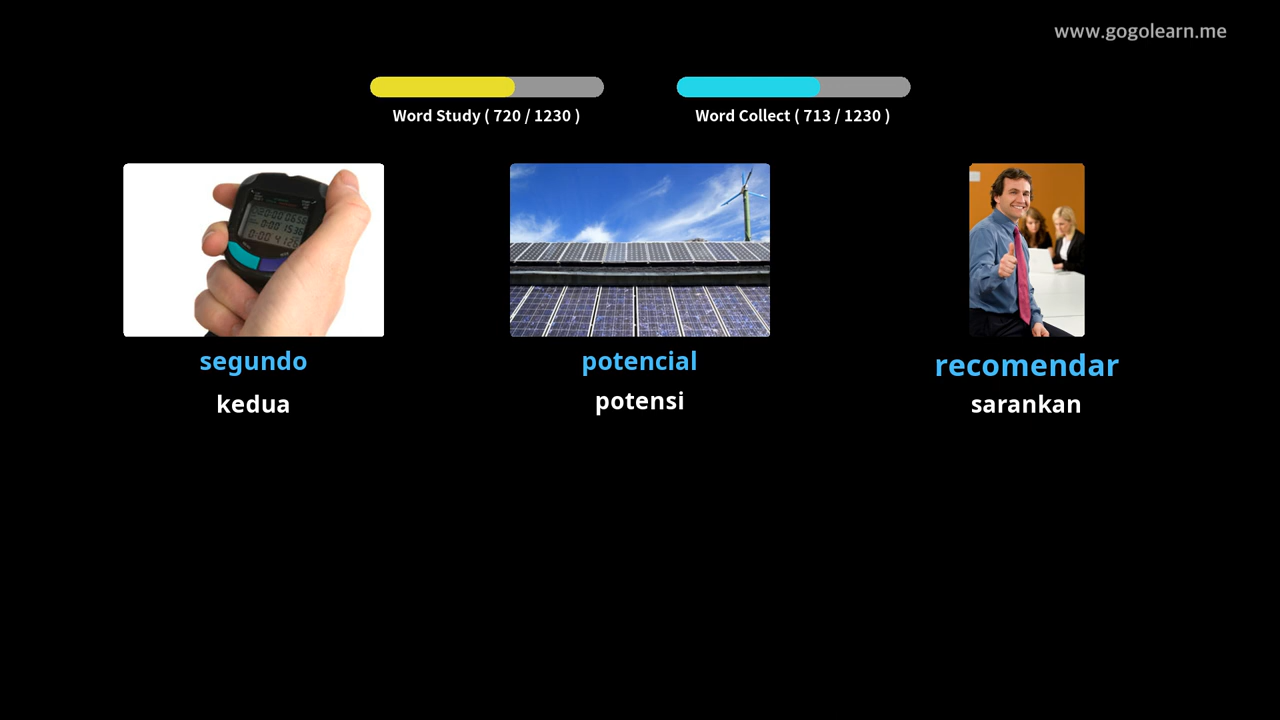 www.gogolearn.me
Word Study ( 720 / 1230 )
Word Collect ( 713 / 1230 )
segundo
potencial
recomendar
kedua
potensi
sarankan